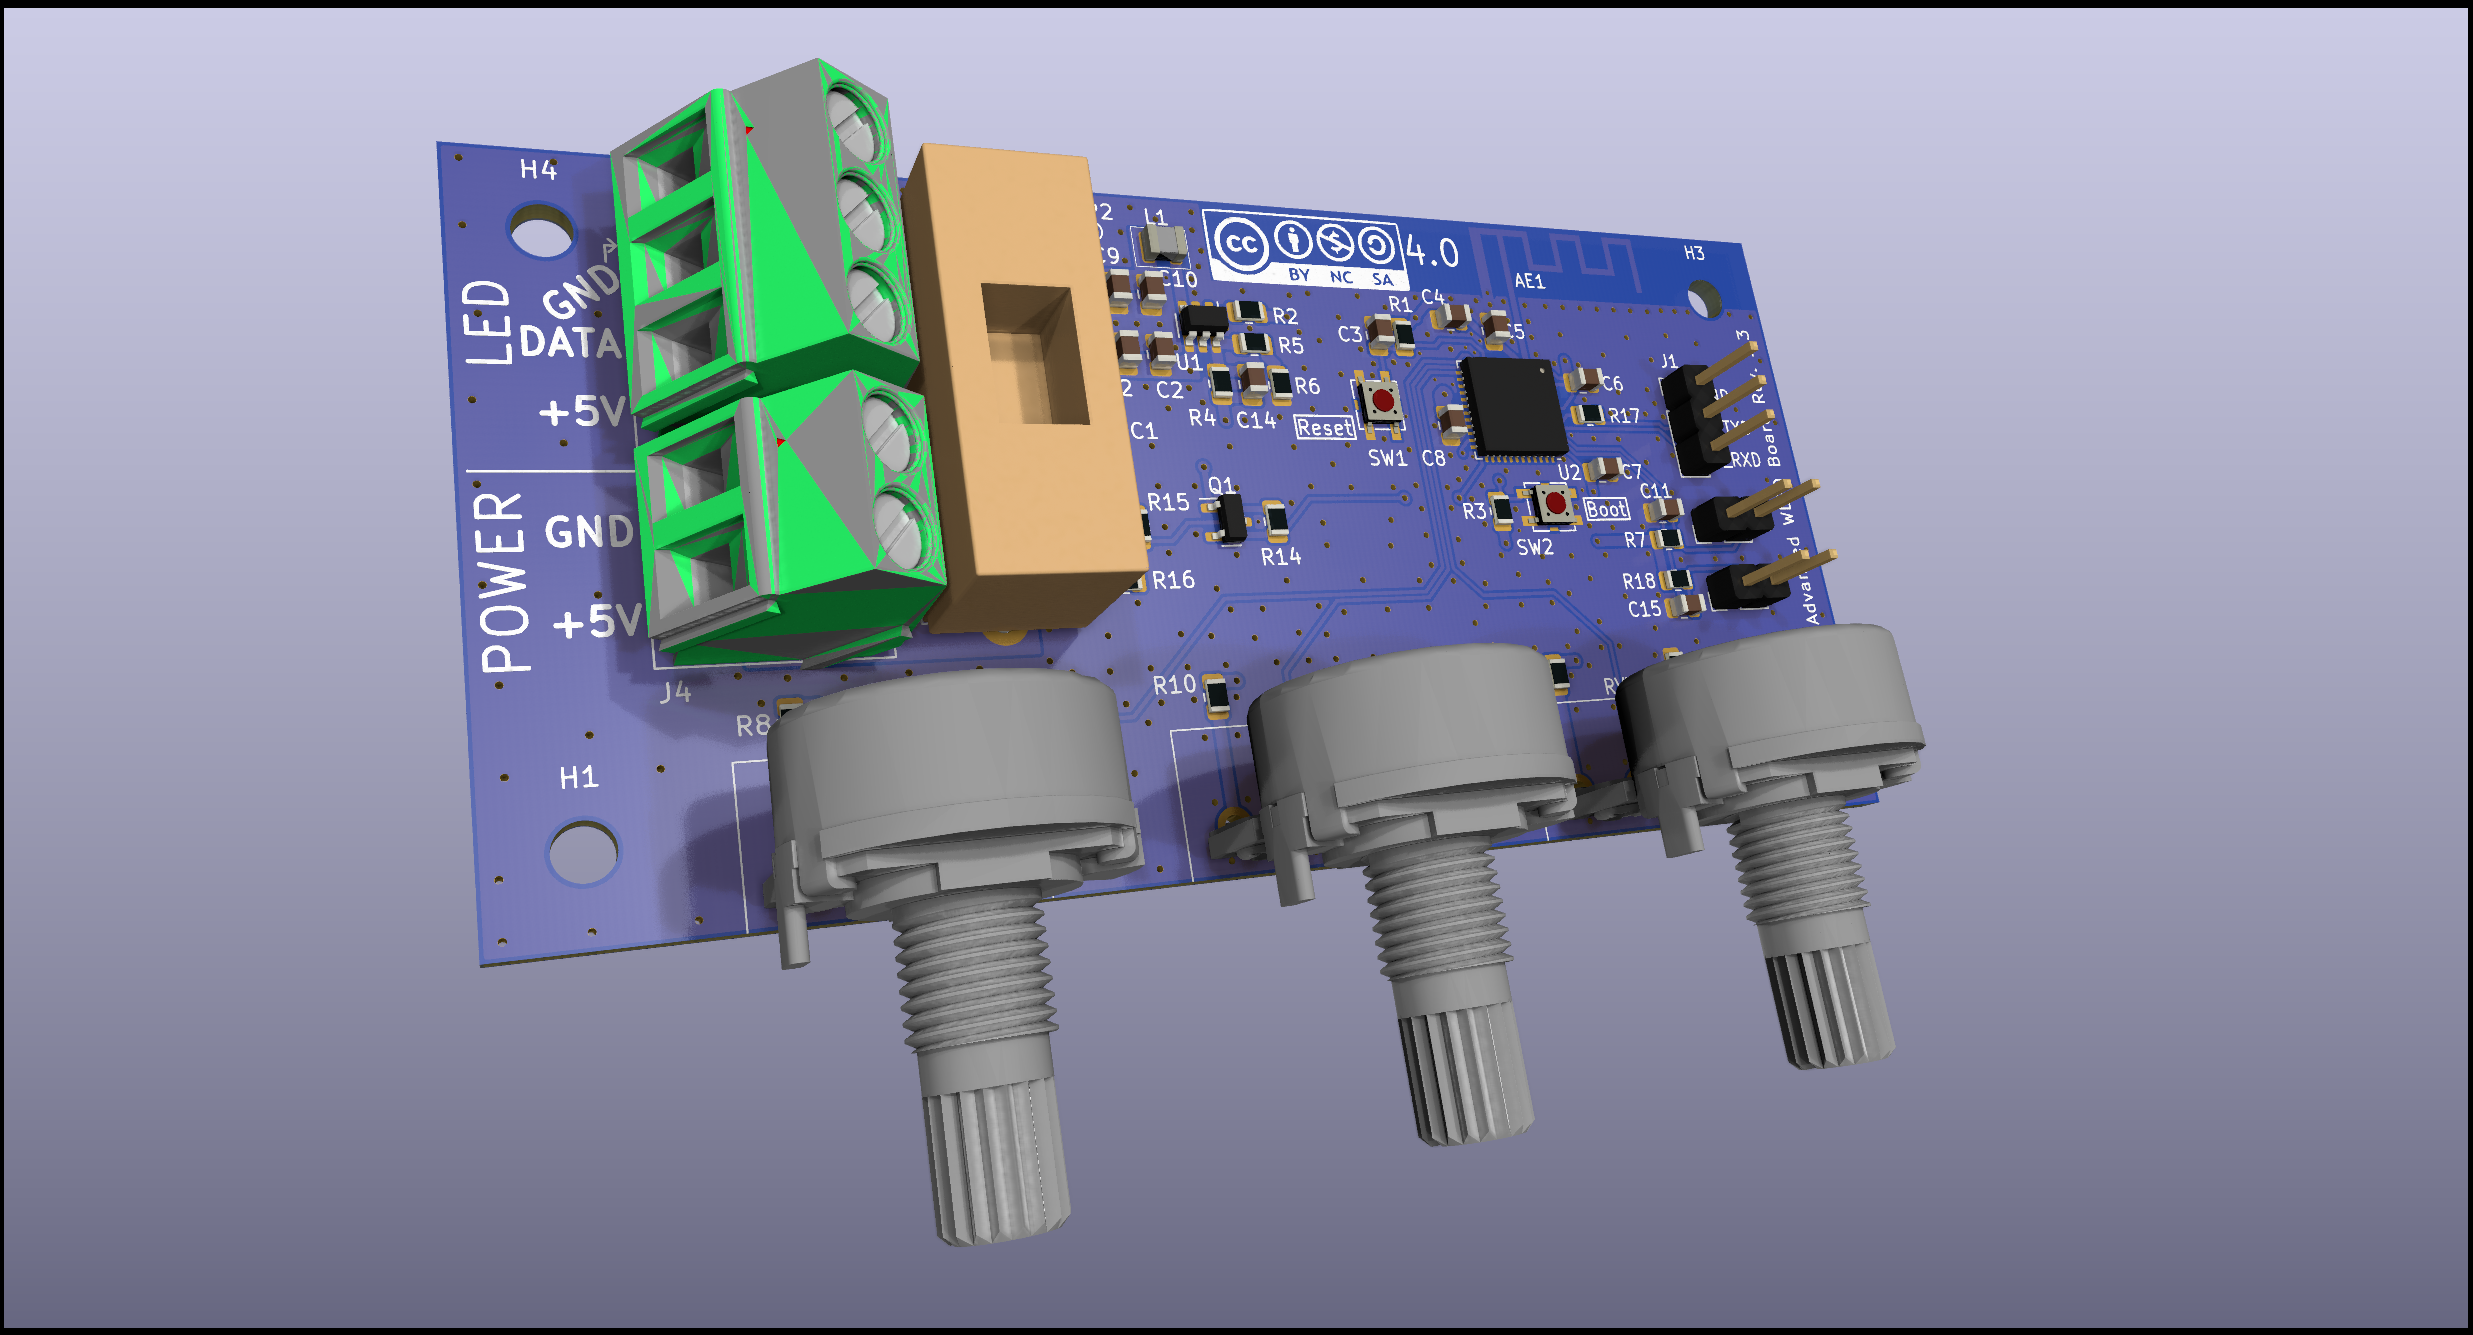 H4
LED
GND
DATA
+5V
POWER
GND
+5V
J4
R8
H1
L1
C10
U1
C2
R2
R5
R4
C14
R6
C1
cc
BY NC SA
4.0
AE1
H3
R1
C4
C3
Reset
SW1
C8
C6
R17
U2
C7
J1
RXD
Board
R15
Q1
R14
R16
R3
Boot
SW2
C11
R7
R18
C15
R10